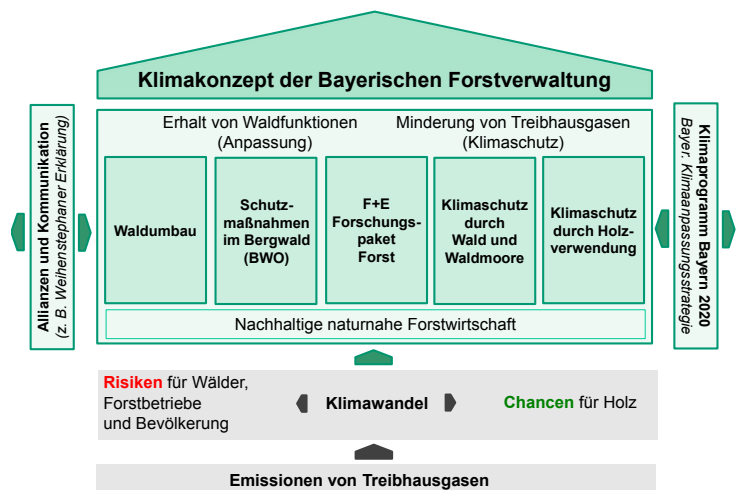 Klimakonzept der Bayerischen Forstverwaltung
Allianzen und Kommunikation
(z. B. Weihenstephaner Erklärung)
Erhalt von Waldfunktionen
(Anpassung)
Minderung von Treibhausgasen
(Klimaschutz)
Waldumbau
Schutz-
maßnahmen
im Bergwald
(BWO)
F+E
Forschungs-
paket
Forst
Klimaschutz
durch
Wald und
Waldmoore
Klimaschutz
durch Holz-
verwendung
Nachhaltige naturnahe Forstwirtschaft
Klimaprogramm Bayern 2020
Bayer. Klimaanpassungsstrategie
Risiken für Wälder,
Forstbetriebe
und Bevölkerung
Klimawandel
Chancen für Holz
Emissionen von Treibhausgasen